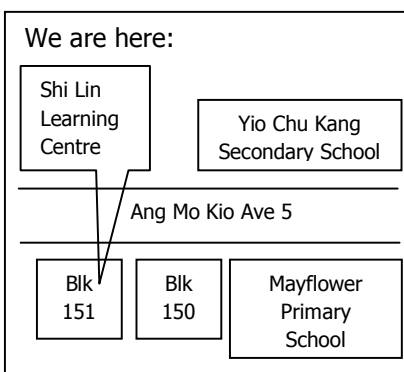 We are here:
Shi Lin
Learning
Centre
Yio Chu Kang
Secondary School
Ang Mo Kio Ave 5
Blk
151
Blk
150
Mayflower
Primary
School